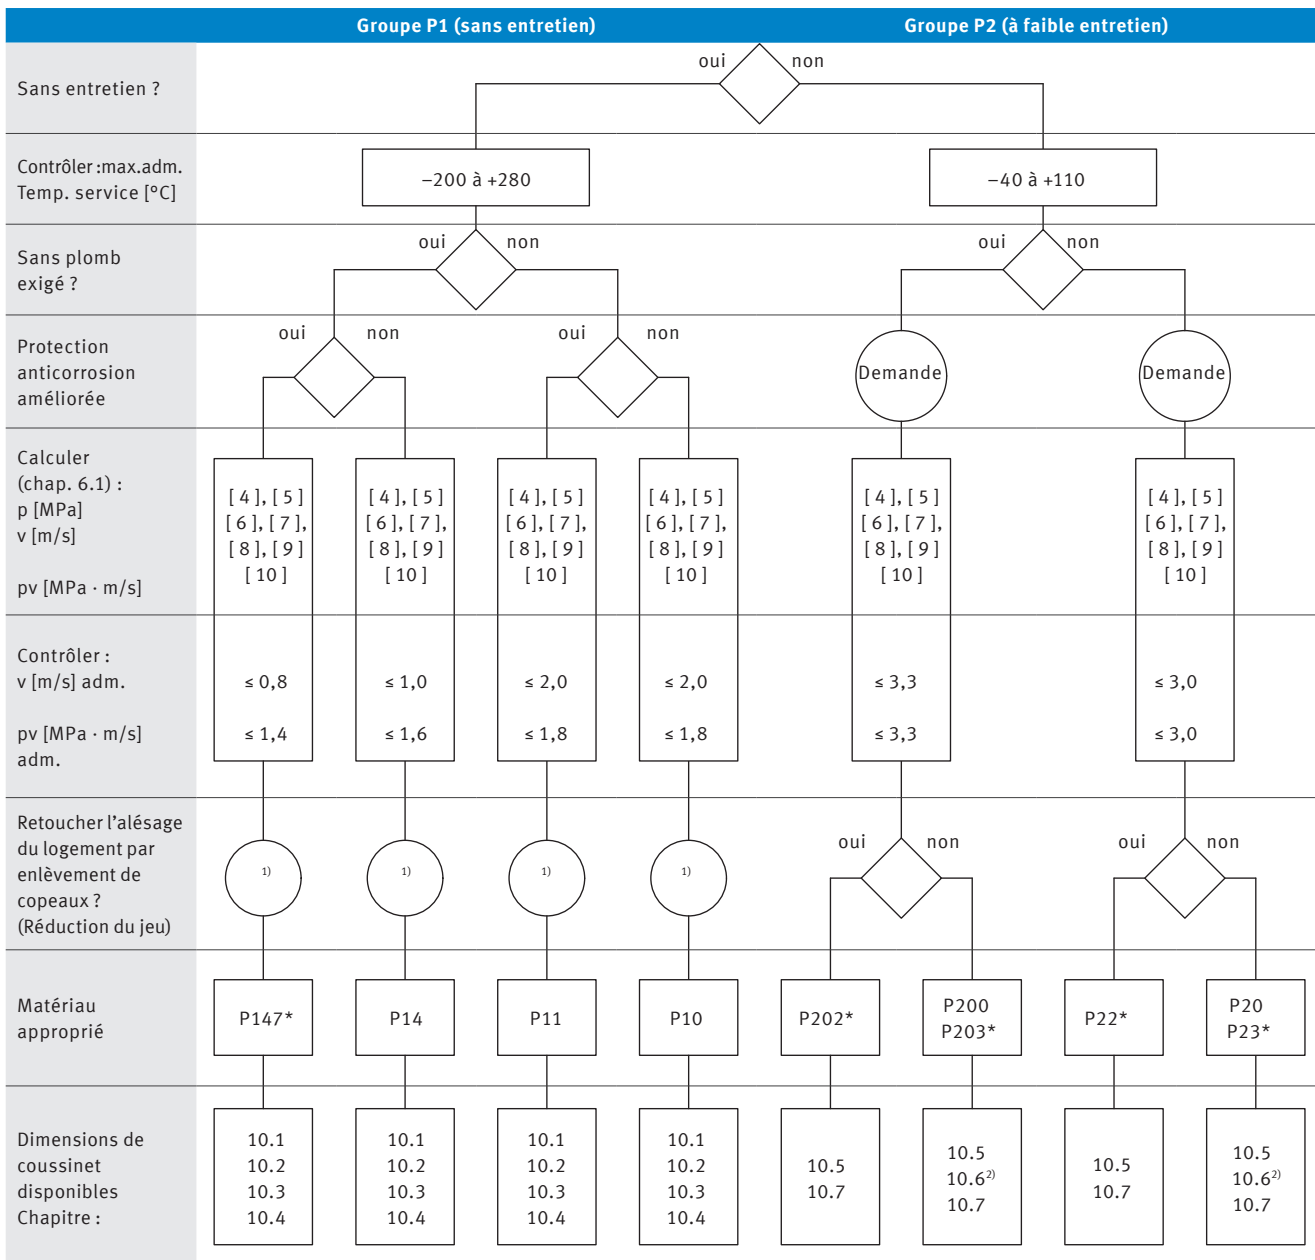 Groupe P1 (sans entretien)
Groupe P2 (à faible entretien)
Sans entretien ?
oui
non
Contrôler :max.adm.
Temp. service [°C]
–200 à +280
–40 à +110
Sans plomb
exigé ?
oui
non
oui
non
Protection
anticorrosion
améliorée
oui
non
oui
non
Demande
Demande
Calculer
(chap. 6.1) :
p [MPa]
v [m/s]
pv [MPa · m/s]
[ 4 ], [ 5 ]
[ 6 ], [ 7 ],
[ 8 ], [ 9 ]
[ 10 ]
[ 4 ], [ 5 ]
[ 6 ], [ 7 ],
[ 8 ], [ 9 ]
[ 10 ]
[ 4 ], [ 5 ]
[ 6 ], [ 7 ],
[ 8 ], [ 9 ]
[ 10 ]
[ 4 ], [ 5 ]
[ 6 ], [ 7 ],
[ 8 ], [ 9 ]
[ 10 ]
[ 4 ], [ 5 ]
[ 6 ], [ 7 ],
[ 8 ], [ 9 ]
[ 10 ]
[ 4 ], [ 5 ]
[ 6 ], [ 7 ],
[ 8 ], [ 9 ]
[ 10 ]
Contrôler :
v [m/s] adm.
≤ 0,8
≤ 1,0
≤ 2,0
≤ 2,0
≤ 3,3
≤ 3,0
pv [MPa · m/s]
adm.
≤ 1,4
≤ 1,6
≤ 1,8
≤ 1,8
≤ 3,3
≤ 3,0
Retoucher l'alésage
du logement par
enlèvement de
copeaux ?
(Réduction du jeu)
1)
1)
1)
1)
oui
non
oui
non
Matériau
approprié
P147*
P14
P11
P10
P202*
P200
P203*
P22*
P20
P23*
Dimensions de
coussinet
disponibles
Chapitre :
10.1
10.2
10.3
10.4
10.1
10.2
10.3
10.4
10.1
10.2
10.3
10.4
10.1
10.2
10.3
10.4
10.5
10.7
10.5
10.6²⁾
10.7
10.5
10.7
10.5
10.6²⁾
10.7